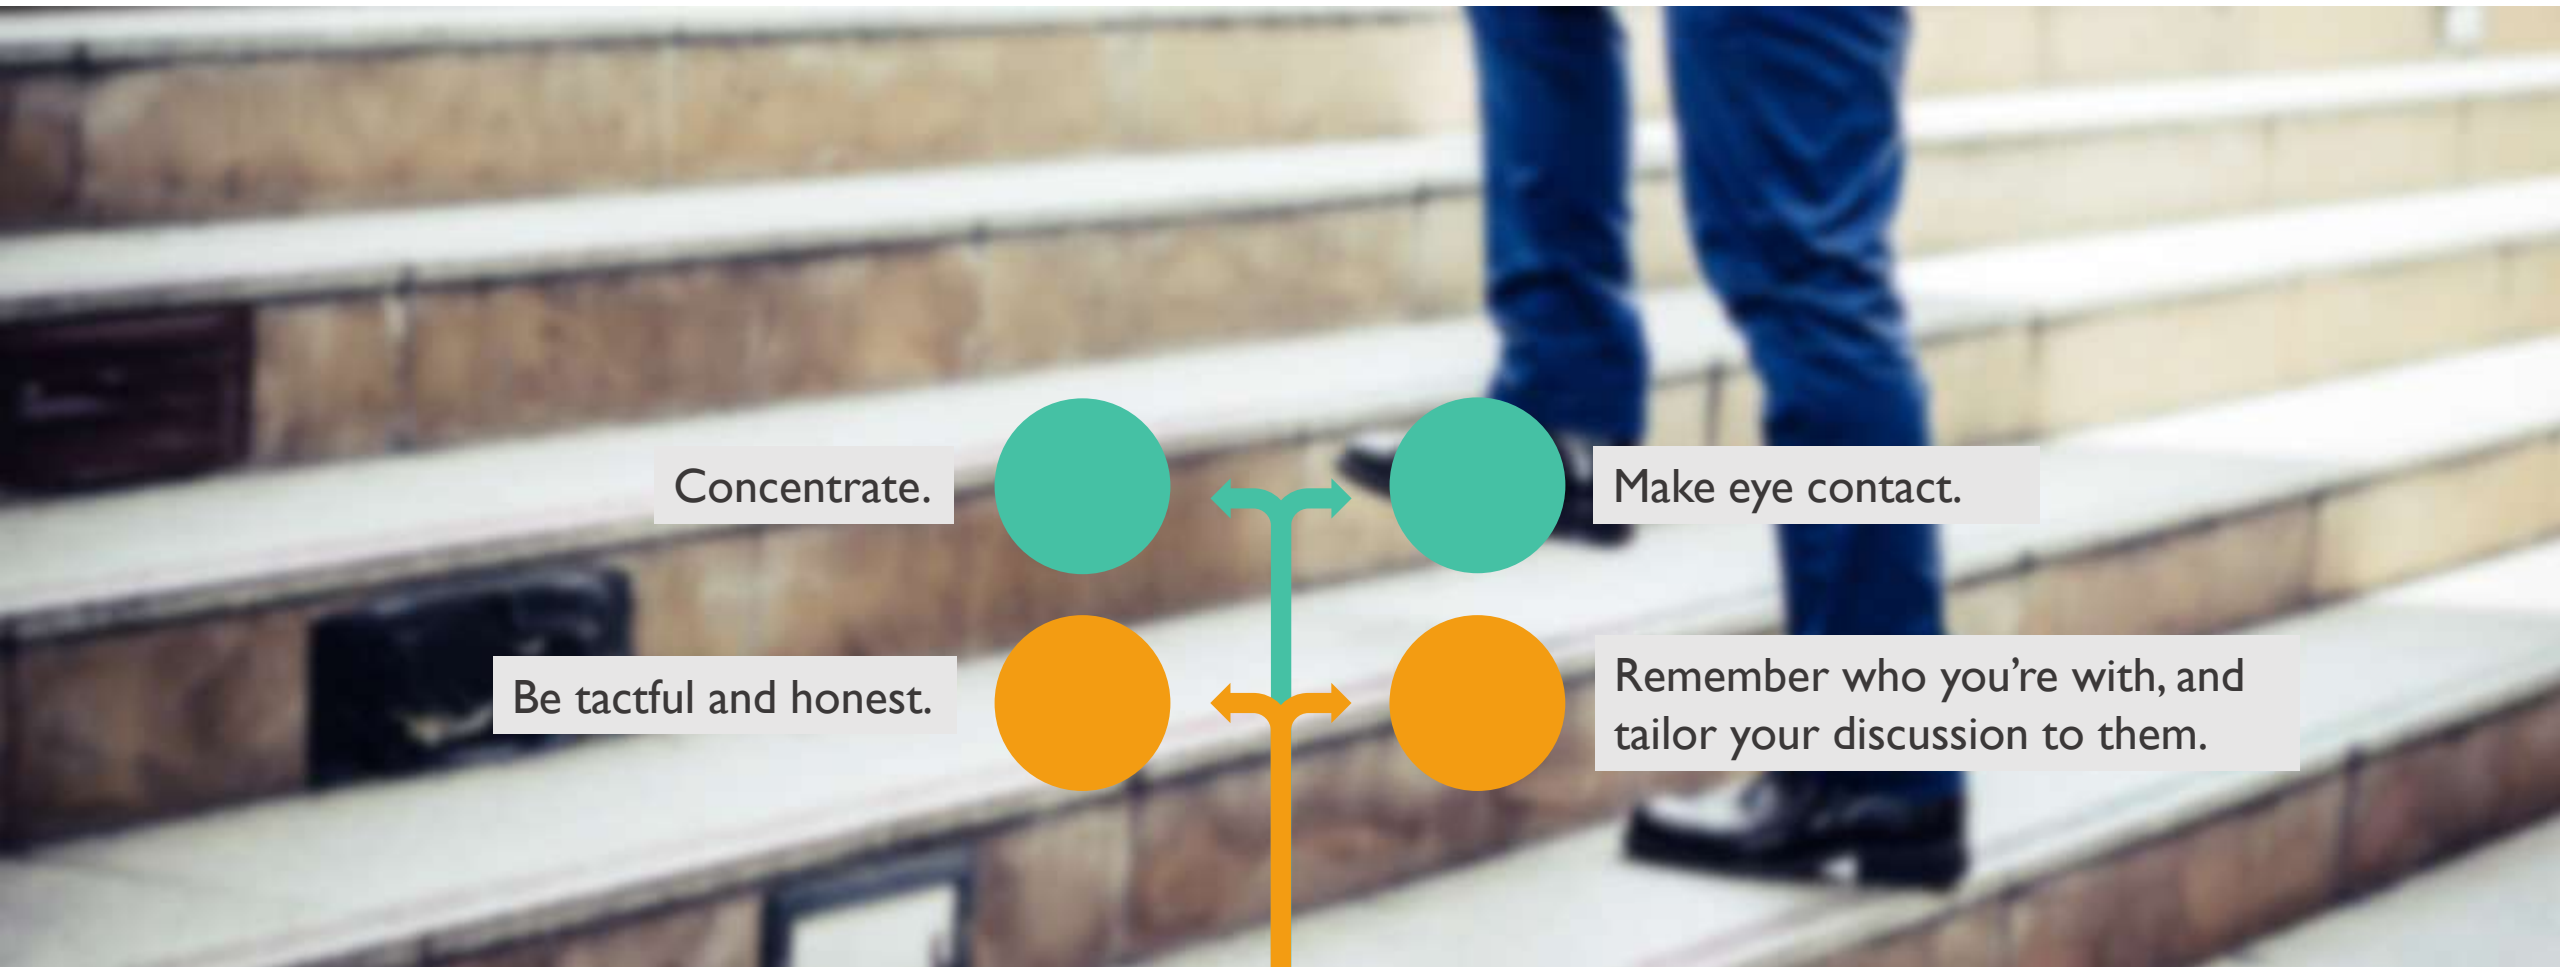 Concentrate.
Make eye contact.
Be tactful and honest.
Remember who you’re with, and
tailor your discussion to them.